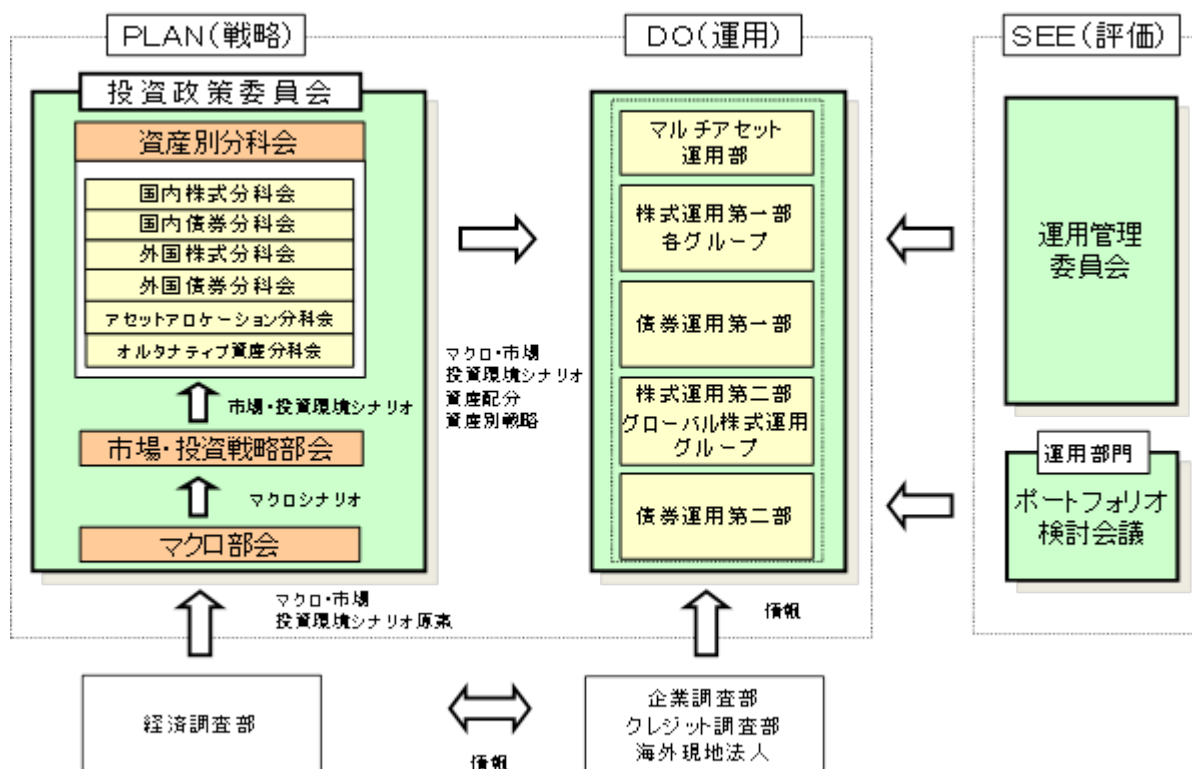 PLAN(戦略)
投資政策委員会
資産別分科会
国内株式分科会
国内債券分科会
外国株式分科会
外国債券分科会
アセットアロケーション分科会
オルタナティブ資産分科会
市場・投資環境シナリオ
市場・投資戦略部会
マクロシナリオ
マクロ部会
マクロ・市場
投資環境シナリオ原案
経済調査部
マクロ・市場
投資環境シナリオ
資産配分
資産別戦略
情報
DO(運用)
マルチアセット
運用部
株式運用第一部
各グループ
債券運用第一部
株式運用第二部
グローバル株式運用
グループ
債券運用第二部
情報
企業調査部
クレジット調査部
海外現地法人
SEE(評価)
運用管理
委員会
運用部門
ポートフォリオ
検討会議